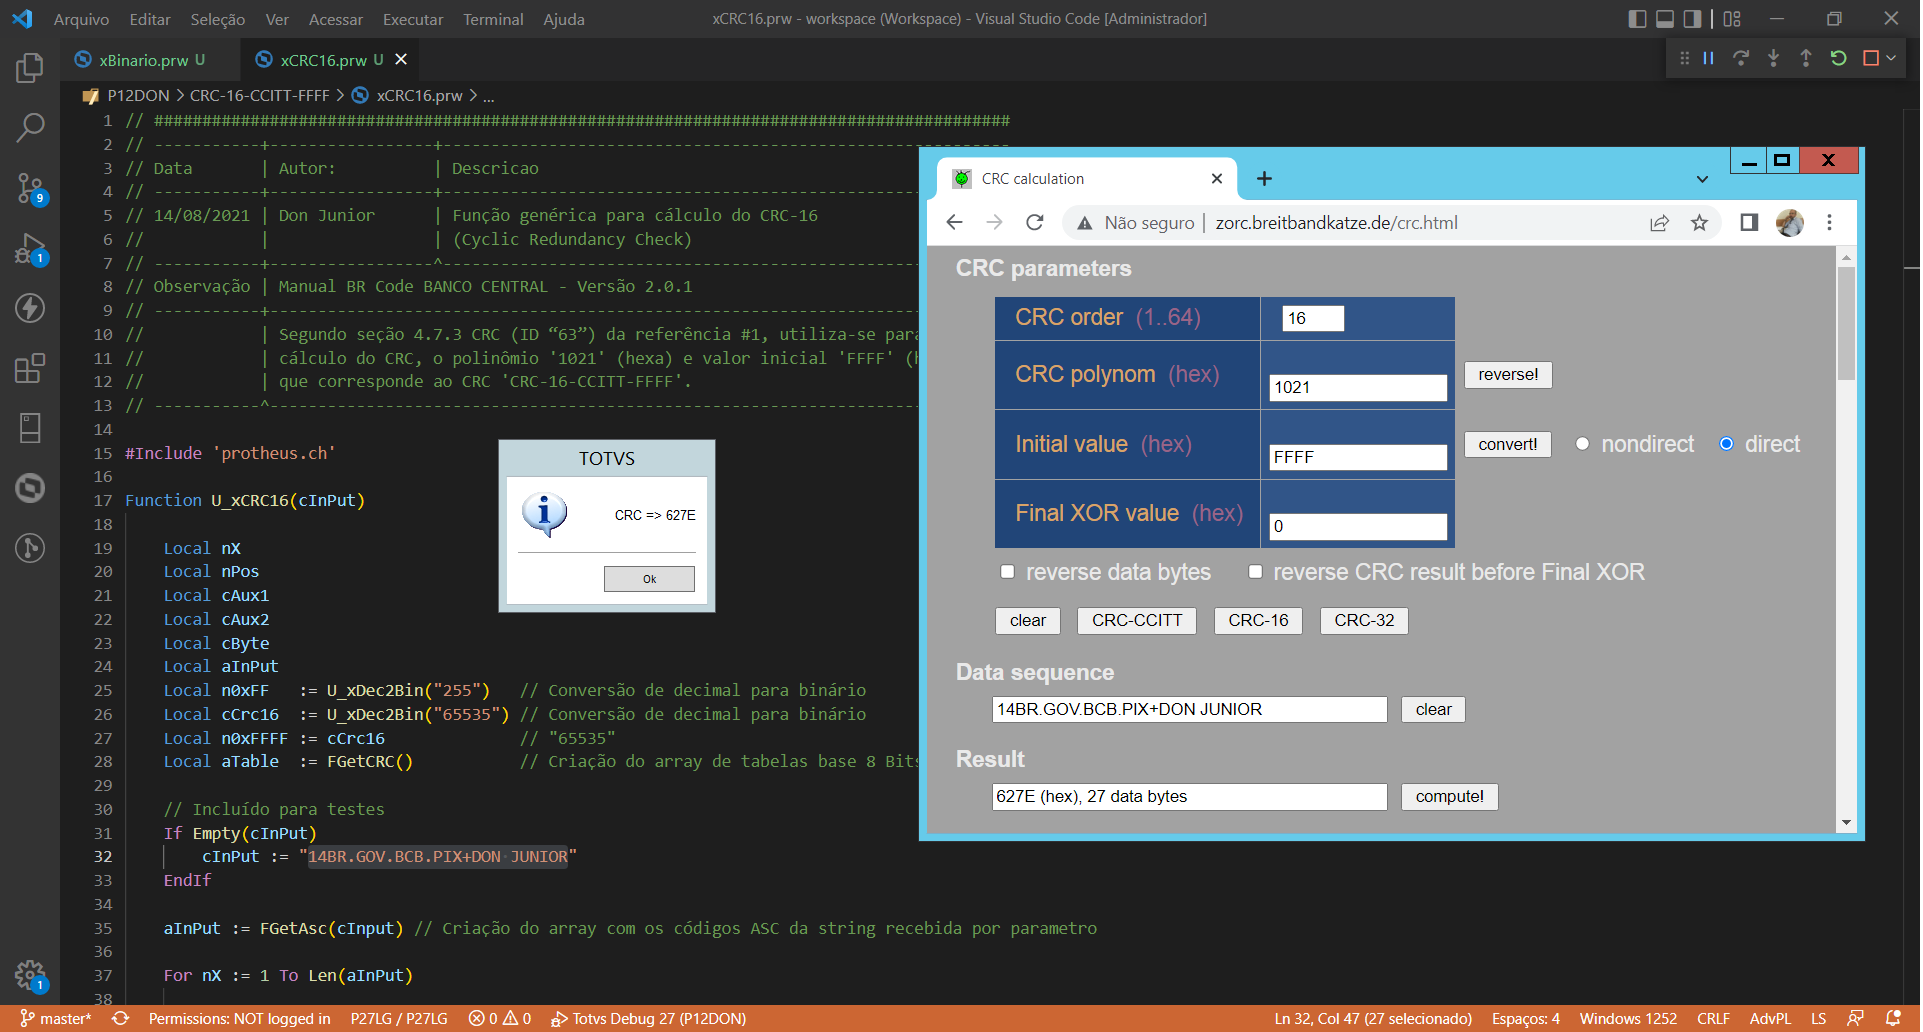 Arquivo Editar Seleção Ver Acessar Executar Terminal Ajuda
xCRC16.prw - workspace (Workspace) - Visual Studio Code [Administrador]
xBinario.prw U
xCRC16.prw U
P12DON > CRC-16-CCITT-FFFF > xCRC16.prw > ...
1 // #########################################################################################
2 // -----------+-----------------+-----------------------------------------------------------
3 // Data | Autor: | Descricao
4 // -----------+-----------------+--------------------------------------------------
5 // 14/08/2021 | Don Junior | Função genérica para cálculo do CRC-16
6 // | | (Cyclic Redundancy Check)
7 // -----------+-----------------^--------------------------------------------------
8 // Observação | Manual BR Code BANCO CENTRAL - Versão 2.0.1
9 // -----------+--------------------------------------------------------------------
10 // | Segundo seção 4.7.3 CRC (ID “63”) da referência #1, utiliza-se par
11 // | cálculo do CRC, o polinômio '1021' (hexa) e valor inicial 'FFFF' (
12 // | que corresponde ao CRC 'CRC-16-CCITT-FFFF'.
13 // -----------^--------------------------------------------------------------------
14
15 #Include 'protheus.ch'
16
17 Function U_xCRC16(cInPut)
18
19 Local nX
20 Local nPos
21 Local cAux1
22 Local cAux2
23 Local cByte
24 Local aInPut
25 Local n0xFF := U_xDec2Bin("255") // Conversão de decimal para binário
26 Local cCrc16 := U_xDec2Bin("65535") // Conversão de decimal para binário
27 Local n0xFFFF := cCrc16 // "65535"
28 Local aTable := FGetCRC() // Criação do array de tabelas base 8 Bits
29
30 // Incluído para testes
31 If Empty(cInPut)
32 cInPut := "14BR.GOV.BCB.PIX+DON JUNIOR"
33 EndIf
34
35 aInPut := FGetAsc(cInput) // Criação do array com os códigos ASC da string recebida por parametro
36
37 For nX := 1 To Len(aInPut)
38
9
1
1
TOTVS
CRC => 627E
Ok
CRC calculation
Não seguro | zorc.breitbandkatze.de/crc.html
CRC parameters
CRC order (1..64) 16
CRC polynom (hex) 1021 reverse!
Initial value (hex) FFFF convert! nondirect direct
Final XOR value (hex) 0
reverse data bytes reverse CRC result before Final XOR
clear CRC-CCITT CRC-16 CRC-32
Data sequence
14BR.GOV.BCB.PIX+DON JUNIOR clear
Result
627E (hex), 27 data bytes compute!
master* Permissions: NOT logged in P27LG / P27LG 0 0 Totvs Debug 27 (P12DON) Ln 32, Col 47 (27 selecionado) Espaços: 4 Windows 1252 CRLF AdvPL LS